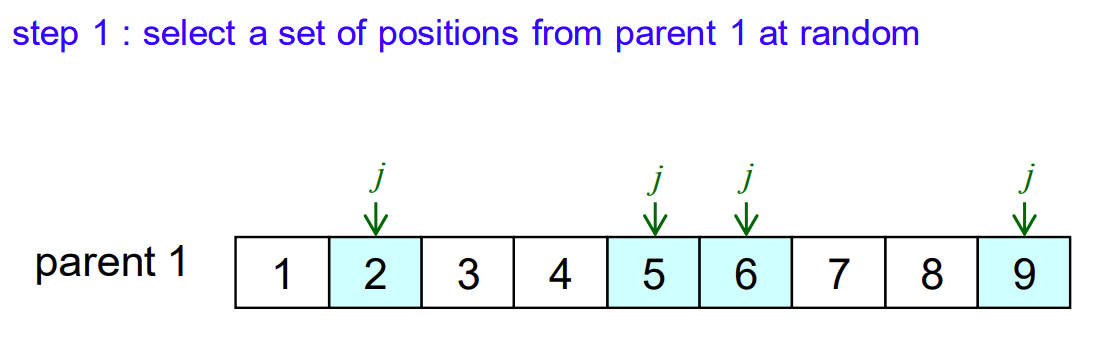 step 1 : select a set of positions from parent 1 at random
j j j j
parent 1 1 2 3 4 5 6 7 8 9